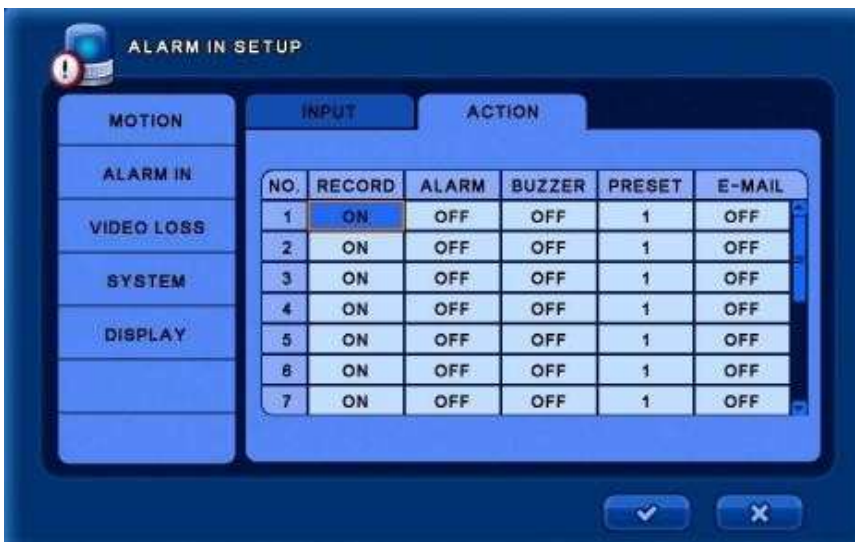 ALARM IN SETUP
INPUT ACTION
MOTION
ALARM IN
VIDEO LOSS
SYSTEM
DISPLAY
NO. RECORD ALARM BUZZER PRESET E-MAIL
1 ON OFF OFF 1 OFF
2 ON OFF OFF 1 OFF
3 ON OFF OFF 1 OFF
4 ON OFF OFF 1 OFF
5 ON OFF OFF 1 OFF
6 ON OFF OFF 1 OFF
7 ON OFF OFF 1 OFF